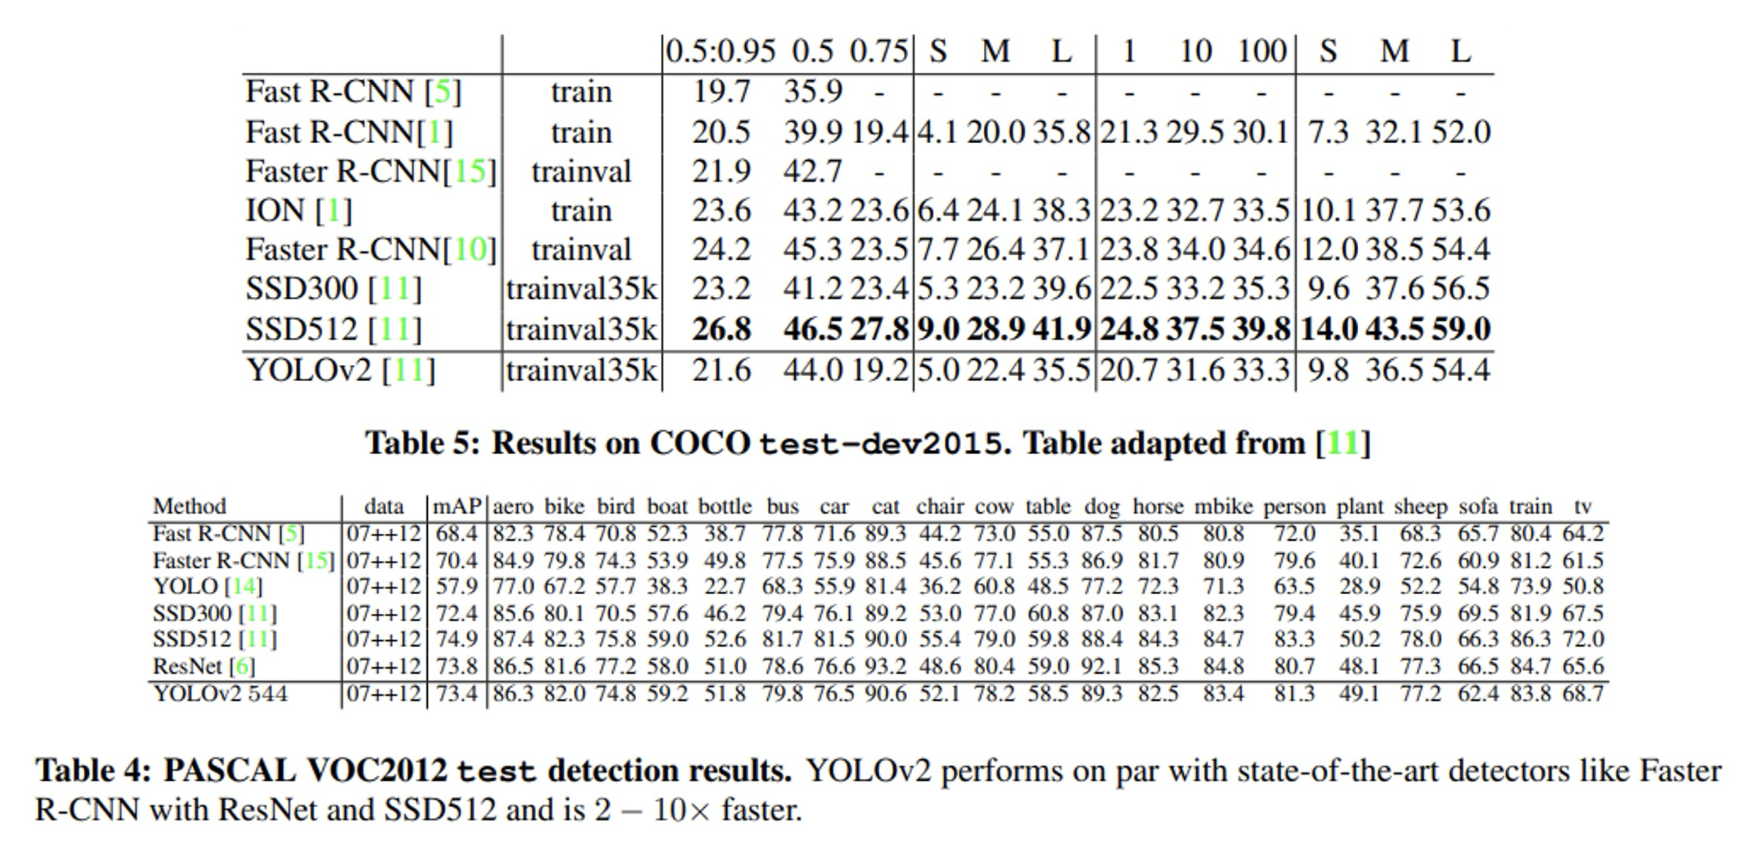 0.5:0.95 0.5 0.75 S M L 1 10 100 S M L
Fast R-CNN [5] train 19.7 35.9 - - - - - - - - - -
Fast R-CNN[1] train 20.5 39.9 19.4 4.1 20.0 35.8 21.3 29.5 30.1 7.3 32.1 52.0
Faster R-CNN[15] trainval 21.9 42.7 - - - - - - - - - -
ION [1] train 23.6 43.2 23.6 6.4 24.1 38.3 23.2 32.7 33.5 10.1 37.7 53.6
Faster R-CNN[10] trainval 24.2 45.3 23.5 7.7 26.4 37.1 23.8 34.0 34.6 12.0 38.5 54.4
SSD300 [11] trainval35k 23.2 41.2 23.4 5.3 23.2 39.6 22.5 33.2 35.3 9.6 37.6 56.5
SSD512 [11] trainval35k 26.8 46.5 27.8 9.0 28.9 41.9 24.8 37.5 39.8 14.0 43.5 59.0
YOLOv2 [11] trainval35k 21.6 44.0 19.2 5.0 22.4 35.5 20.7 31.6 33.3 9.8 36.5 54.4
Table 5: Results on COCO test-dev2015. Table adapted from [11]
Method data mAP aero bike bird boat bottle bus car cat chair cow table dog horse mbike person plant sheep sofa train tv
Fast R-CNN [5] 07++12 68.4 82.3 78.4 70.8 52.3 38.7 77.8 71.6 89.3 44.2 73.0 55.0 87.5 80.5 80.8 72.0 35.1 68.3 65.7 80.4 64.2
Faster R-CNN [15] 07++12 70.4 84.9 79.8 74.3 53.9 49.8 77.5 75.9 88.5 45.6 77.1 55.3 86.9 81.7 80.9 79.6 40.1 72.6 60.9 81.2 61.5
YOLO [14] 07++12 57.9 77.0 67.2 57.7 38.3 22.7 68.3 55.9 81.4 36.2 60.8 48.5 77.2 72.3 71.3 63.5 28.9 52.2 54.8 73.9 50.8
SSD300 [11] 07++12 72.4 85.6 80.1 70.5 57.6 46.2 79.4 76.1 89.2 53.0 77.0 60.8 87.0 83.1 82.3 79.4 45.9 75.9 69.5 81.9 67.5
SSD512 [11] 07++12 74.9 87.4 82.3 75.8 59.0 52.6 81.7 81.5 90.0 55.4 79.0 59.8 88.4 84.3 84.7 83.3 50.2 78.0 66.3 86.3 72.0
ResNet [6] 07++12 73.8 86.5 81.6 77.2 58.0 51.0 78.6 76.6 93.2 48.6 80.4 59.0 92.1 85.3 84.8 80.7 48.1 77.3 66.5 84.7 65.6
YOLOv2 544 07++12 73.4 86.3 82.0 74.8 59.2 51.8 79.8 76.5 90.6 52.1 78.2 58.5 89.3 82.5 83.4 81.3 49.1 77.2 62.4 83.8 68.7
Table 4: PASCAL VOC2012 test detection results. YOLOv2 performs on par with state-of-the-art detectors like Faster
R-CNN with ResNet and SSD512 and is 2 − 10× faster.